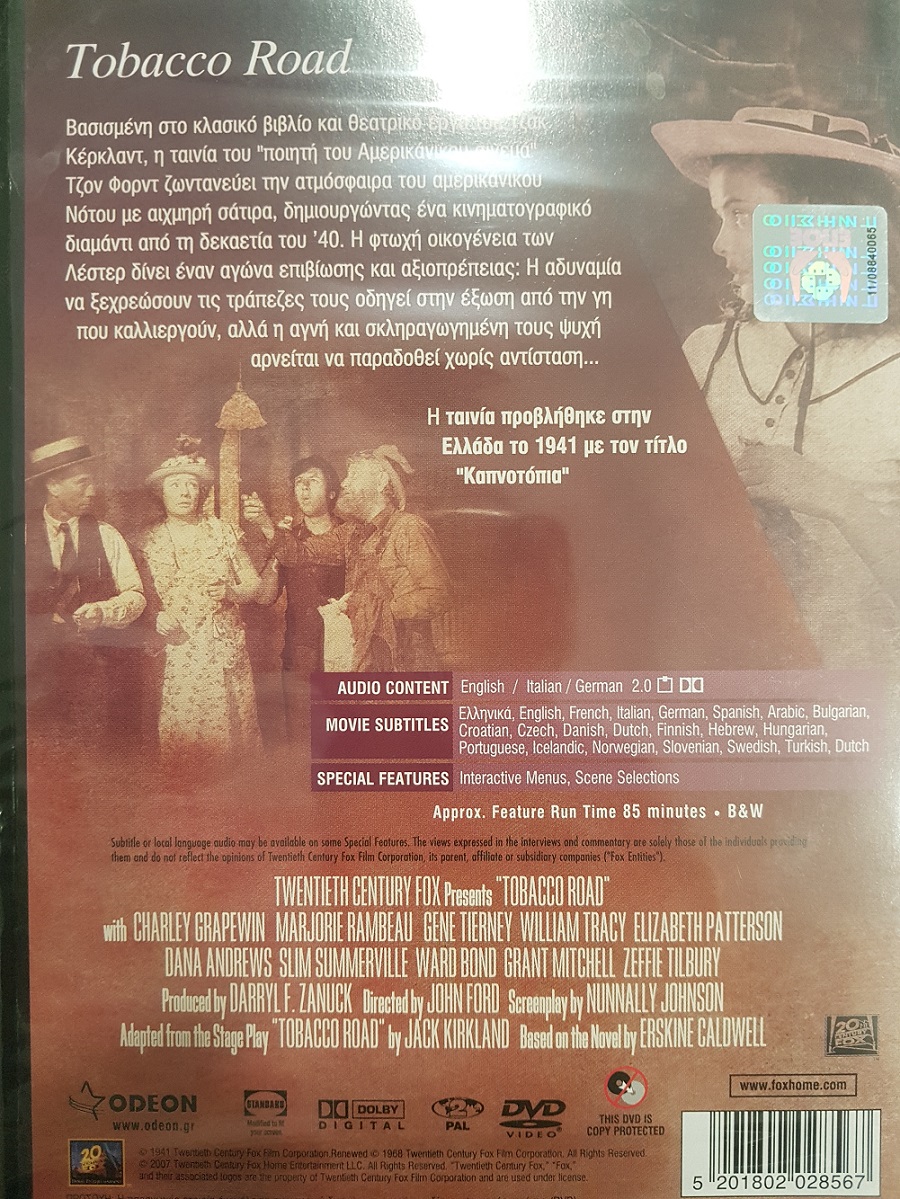 Tobacco Road
Βασισμένη στο κλασικό βιβλίο και θεατρικό έργο του Τζακ
Κέρκλαντ, η ταινία του "ποιητή του Αμερικάνικου σινεμά"
Τζον Φορντ ζωντανεύει την ατμόσφαιρα του αμερικάνικου
Νότου με αιχμηρή σάτιρα, δημιουργώντας ένα κινηματογραφικό
διαμάντι από τη δεκαετία του '40. Η φτωχή οικογένεια των
Λέστερ δίνει έναν αγώνα επιβίωσης και αξιοπρέπειας: Η αδυναμία
να ξεχρεώσουν τις τράπεζες τους οδηγεί στην έξωση από την γη
που καλλιεργούν, αλλά η αγνή και σκληραγωγημένη τους ψυχή
αρνείται να παραδοθεί χωρίς αντίσταση...
11/08840065
Η ταινία προβλήθηκε στην
Ελλάδα το 1941 με τον τίτλο
"Καπνοτόπια"
AUDIO CONTENT English / Italian / German 2.0
MOVIE SUBTITLES Ελληνικά, English, French, Italian, German, Spanish, Arabic, Bulgarian,
Croatian, Czech, Danish, Dutch, Finnish, Hebrew, Hungarian,
Portuguese, Icelandic, Norwegian, Slovenian, Swedish, Turkish, Dutch
SPECIAL FEATURES Interactive Menus, Scene Selections
Approx. Feature Run Time 85 minutes • B&W
Subtitle or local language audio may be available on some Special Features. The views expressed in the interviews and commentary are solely those of the individuals providing
them and do not reflect the opinions of Twentieth Century Fox Film Corporation, its parent, affiliate or subsidiary companies ("Fox Entities").
TWENTIETH CENTURY FOX Presents "TOBACCO ROAD"
with CHARLEY GRAPEWIN MARJORIE RAMBEAU GENE TIERNEY WILLIAM TRACY ELIZABETH PATTERSON
DANA ANDREWS SLIM SUMMERVILLE WARD BOND GRANT MITCHELL ZEFFIE TILBURY
Produced by DARRYL F. ZANUCK Directed by JOHN FORD Screenplay by NUNNALLY JOHNSON
Adapted from the Stage Play "TOBACCO ROAD" by JACK KIRKLAND Based on the Novel by ERSKINE CALDWELL
20th CENTURY FOX
www.foxhome.com
ODEON
www.odeon.gr
STANDARD
Modified to fit
your screen
DOLBY
DIGITAL
2
PAL
DVD
VIDEO
THIS DVD IS
COPY PROTECTED
© 1941 Twentieth Century Fox Film Corporation.Renewed © 1968 Twentieth Century Fox Film Corporation. All Rights Reserved.
© 2007 Twentieth Century Fox Home Entertainment LLC. All Rights Reserved. "Twentieth Century Fox," "Fox,"
and their associated logos are the property of Twentieth Century Fox Film Corporation and are used under license.
5 201802 028567